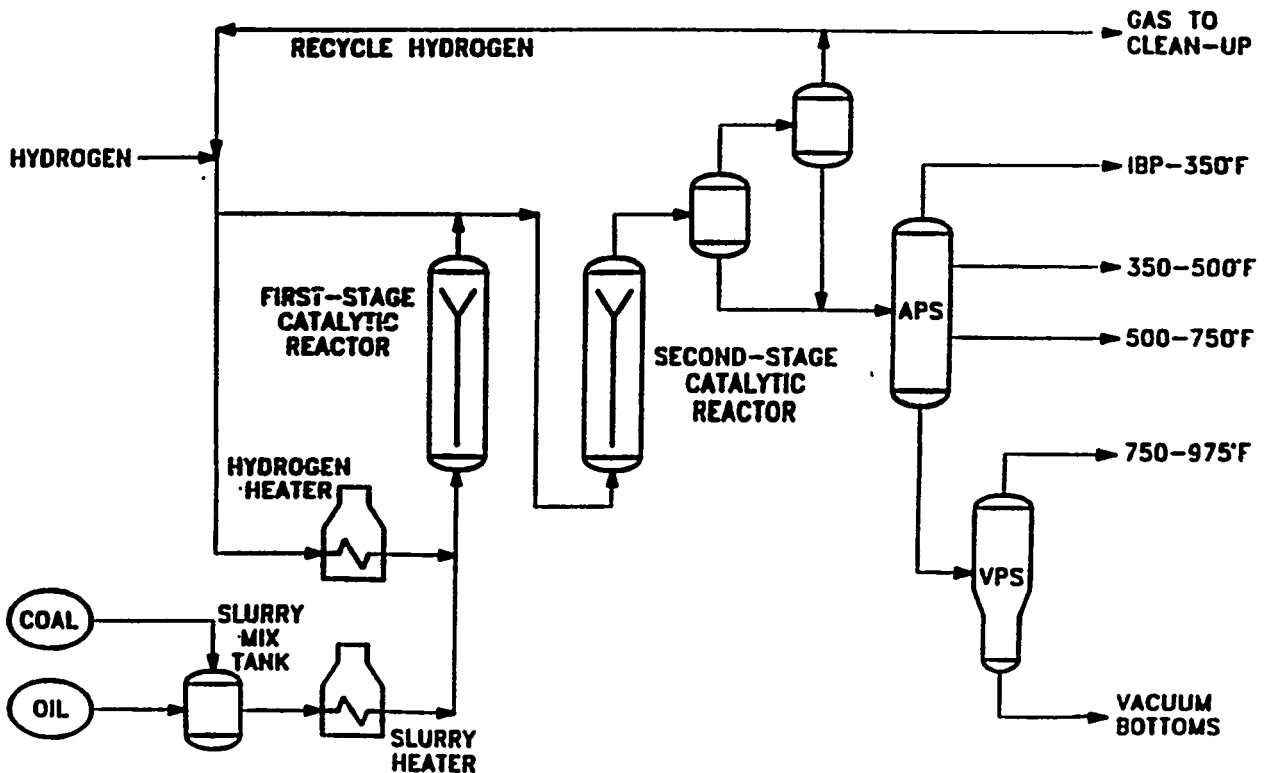 GAS TO
CLEAN-UP
RECYCLE HYDROGEN
HYDROGEN
IBP-350°F
FIRST-STAGE
CATALYTIC
REACTOR
350-500°F
APS
500-750°F
SECOND-STAGE
CATALYTIC
REACTOR
750-975°F
HYDROGEN
HEATER
VPS
COAL
SLURRY
MIX
TANK
OIL
SLURRY
HEATER
VACUUM
BOTTOMS